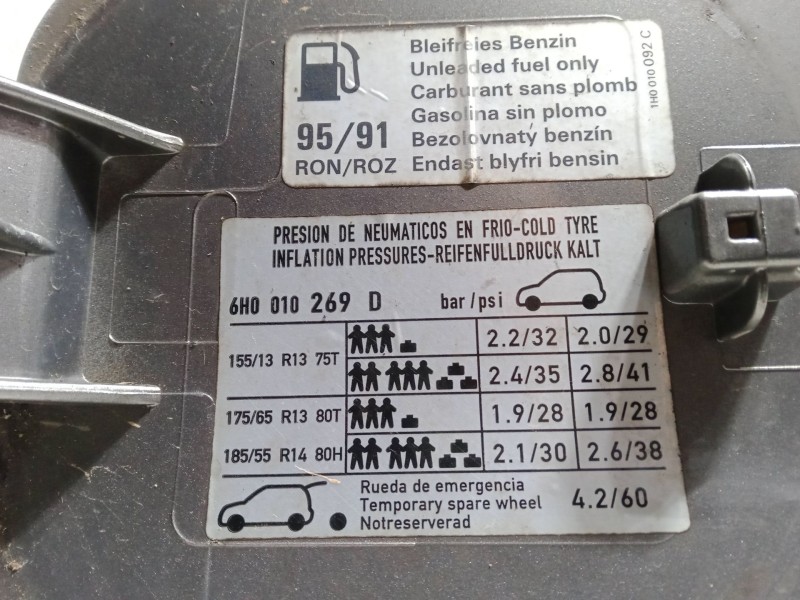 Bleifreies Benzin
Unleaded fuel only
Carburant sans plomb
Gasolina sin plomo
Bezolovnatý benzín
Endast blyfri bensin
95/91
RON/ROZ
1H0 010 092 C
PRESION DE NEUMATICOS EN FRIO-COLD TYRE
INFLATION PRESSURES-REIFENFULLDRUCK KALT
6H0 010 269 D bar/psi
155/13 R13 75T 2.2/32 2.0/29
2.4/35 2.8/41
175/65 R13 80T 1.9/28 1.9/28
185/55 R14 80H 2.1/30 2.6/38
Rueda de emergencia
Temporary spare wheel 4.2/60
Notreserverad